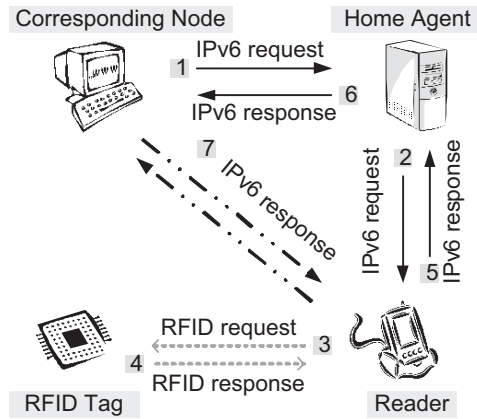 Corresponding Node
Home Agent
1
IPv6 request
IPv6 response
6
7
IPv6 response
2
IPv6 request
5
IPv6 response
RFID request
3
4
RFID response
RFID Tag
Reader